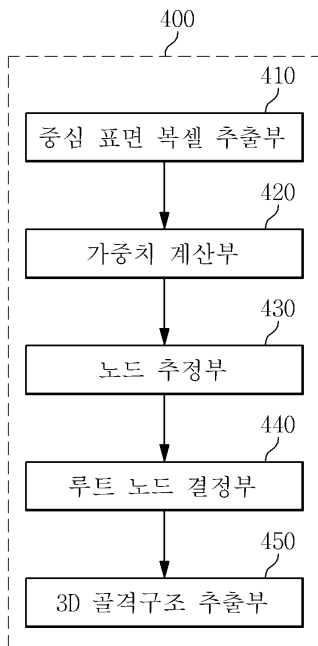 400
410
중심 표면 복셀 추출부
420
가중치 계산부
430
노드 추정부
440
루트 노드 결정부
450
3D 골격구조 추출부